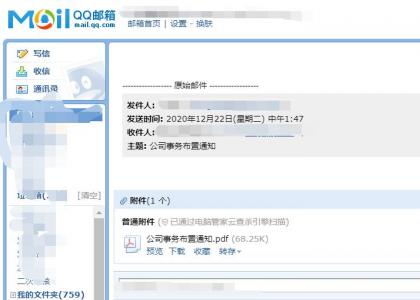 Mail QQ邮箱
mail.qq.com
邮箱首页 | 设置 - 换肤
写信
收信
通讯录
[清空]
我的文件夹(759)
----------------- 原始邮件 -----------------
发件人:
发送时间: 2020年12月22日(星期二) 中午1:47
收件人:
主题: 公司事务布置通知
附件(1 个)
普通附件 (已通过电脑管家云查杀引擎扫描)
公司事务布置通知.pdf (68.25K)
预览 下载 收藏 转存